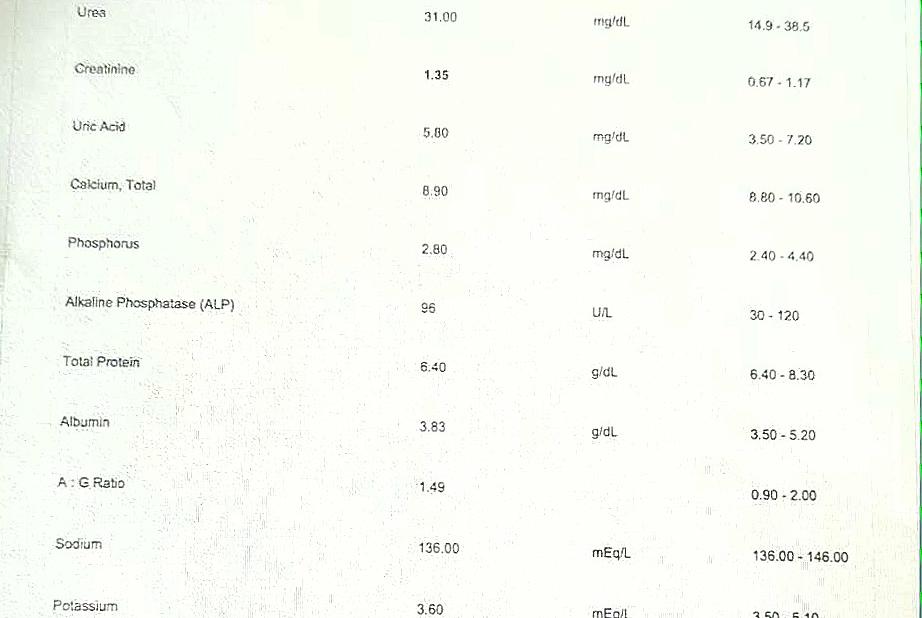 Urea 31.00 mg/dL 14.9 - 38.5
Creatinine 1.35 mg/dL 0.67 - 1.17
Uric Acid 5.80 mg/dL 3.50 - 7.20
Calcium, Total 8.90 mg/dL 8.80 - 10.60
Phosphorus 2.80 mg/dL 2.40 - 4.40
Alkaline Phosphatase (ALP) 96 U/L 30 - 120
Total Protein 6.40 g/dL 6.40 - 8.30
Albumin 3.83 g/dL 3.50 - 5.20
A : G Ratio 1.49 0.90 - 2.00
Sodium 136.00 mEq/L 136.00 - 146.00
Potassium 3.60 mEq/L 3.50 - 5.10